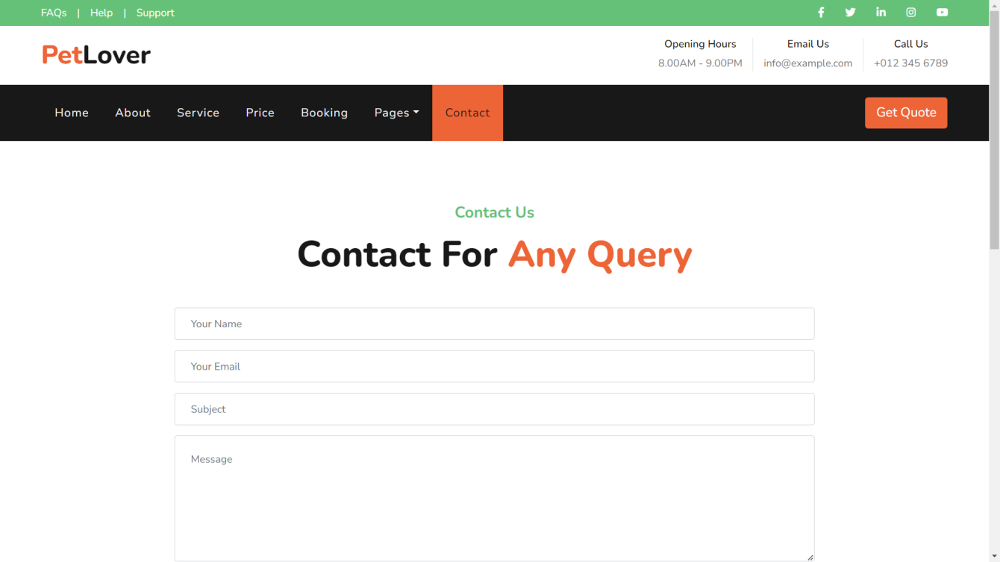 FAQs | Help | Support
PetLover
Opening Hours
8.00AM - 9.00PM
Email Us
info@example.com
Call Us
+012 345 6789
Home About Service Price Booking Pages Contact
Get Quote
Contact Us
Contact For Any Query
Your Name
Your Email
Subject
Message